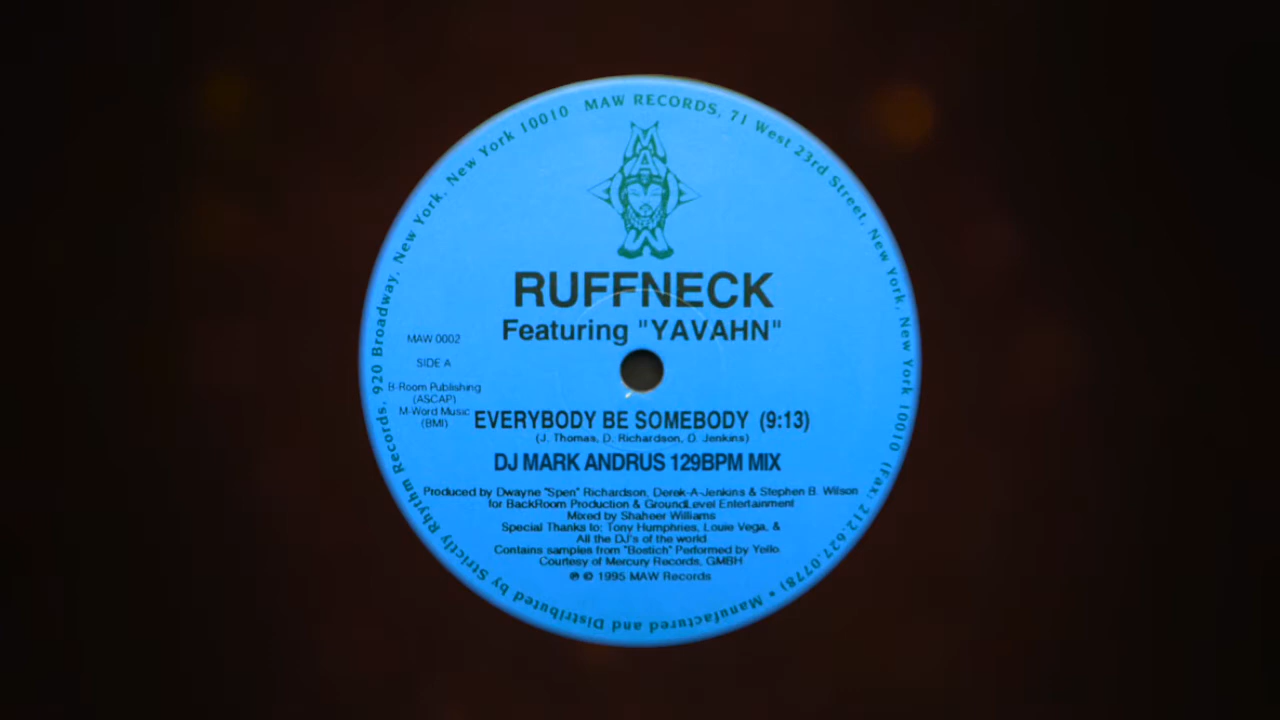 MAW RECORDS, 71 West 23rd Street, New York, New York 10010 (Fax: 212.627.0778) • Manufactured and Distributed by Strictly Rhythm Records, 920 Broadway, New York, New York 10010
MAW
RUFFNECK
Featuring "YAVAHN"
MAW 0002
SIDE A
B-Room Publishing
(ASCAP)
M-Word Music
(BMI)
EVERYBODY BE SOMEBODY (9:13)
(J. Thomas, D. Richardson, D. Jenkins)
DJ MARK ANDRUS 129BPM MIX
Produced by Dwayne "Spen" Richardson, Derek-A-Jenkins & Stephen B. Wilson
for BackRoom Production & GroundLevel Entertainment
Mixed by Shaheer Williams
Special Thanks to: Tony Humphries, Louie Vega, &
All the DJ's of the world
Contains samples from "Bostich" Performed by Yello
Courtesy of Mercury Records, GMBH
℗ © 1995 MAW Records